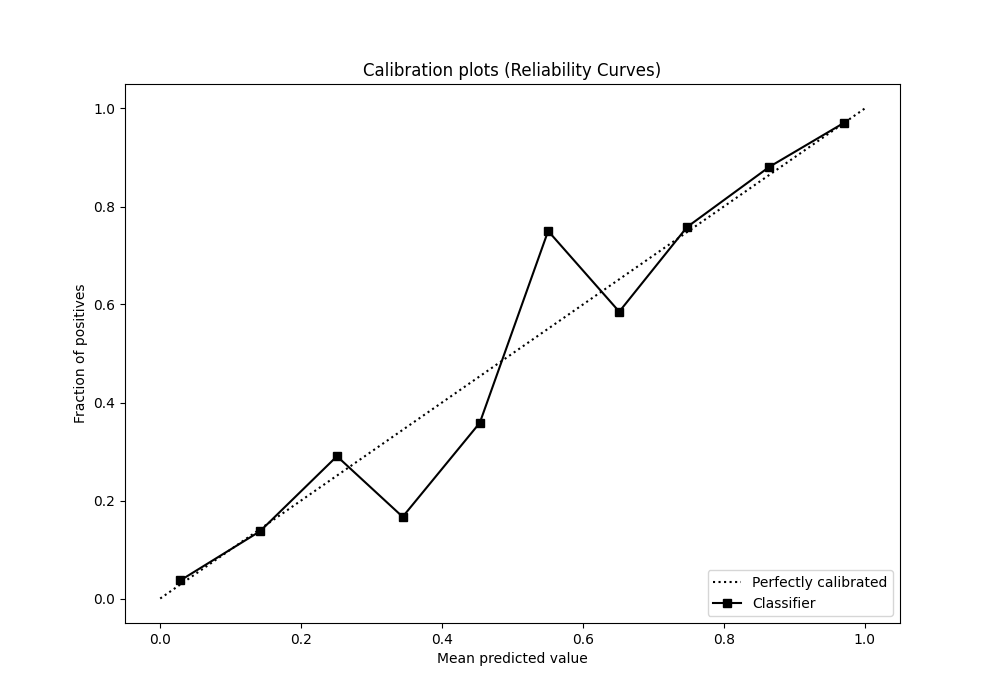 Calibration plots (Reliability Curves)
1.0
0.8
0.6
0.4
0.2
0.0
Fraction of positives
0.0 0.2 0.4 0.6 0.8 1.0
Mean predicted value
Perfectly calibrated
Classifier